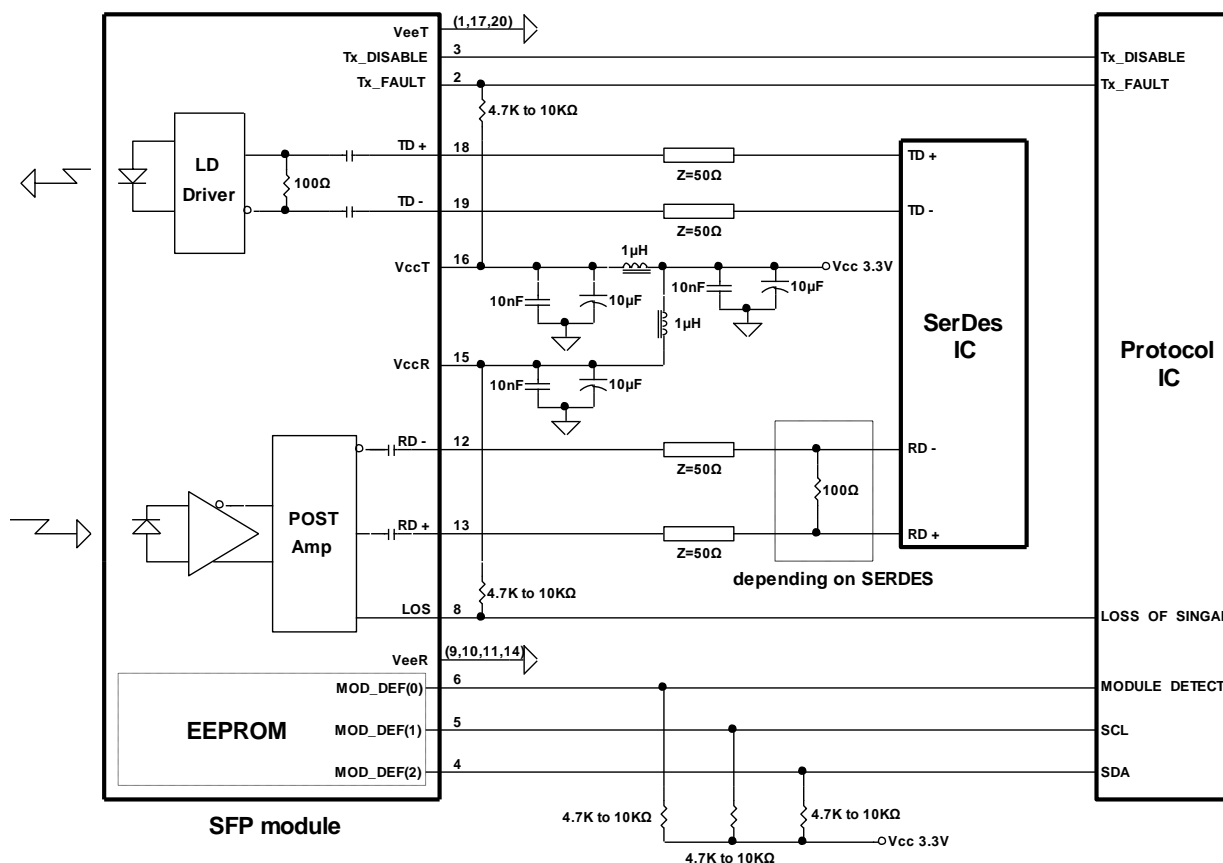 VeeT (1,17,20)
Tx_DISABLE 3 Tx_DISABLE
Tx_FAULT 2 Tx_FAULT
4.7K to 10KΩ
LD
Driver
100Ω
TD + 18 TD +
Z=50Ω
TD - 19 TD -
Z=50Ω
1µH
VccT 16 Vcc 3.3V
10nF 10µF 10nF 10µF
1µH
SerDes
IC
Protocol
IC
VccR 15
10nF 10µF
RD - 12 RD -
Z=50Ω
100Ω
POST
Amp
RD + 13 RD +
Z=50Ω
depending on SERDES
4.7K to 10KΩ
LOS 8 LOSS OF SINGAL
VeeR (9,10,11,14)
MOD_DEF(0) 6 MODULE DETECT
EEPROM
MOD_DEF(1) 5 SCL
MOD_DEF(2) 4 SDA
SFP module
4.7K to 10KΩ 4.7K to 10KΩ
Vcc 3.3V
4.7K to 10KΩ